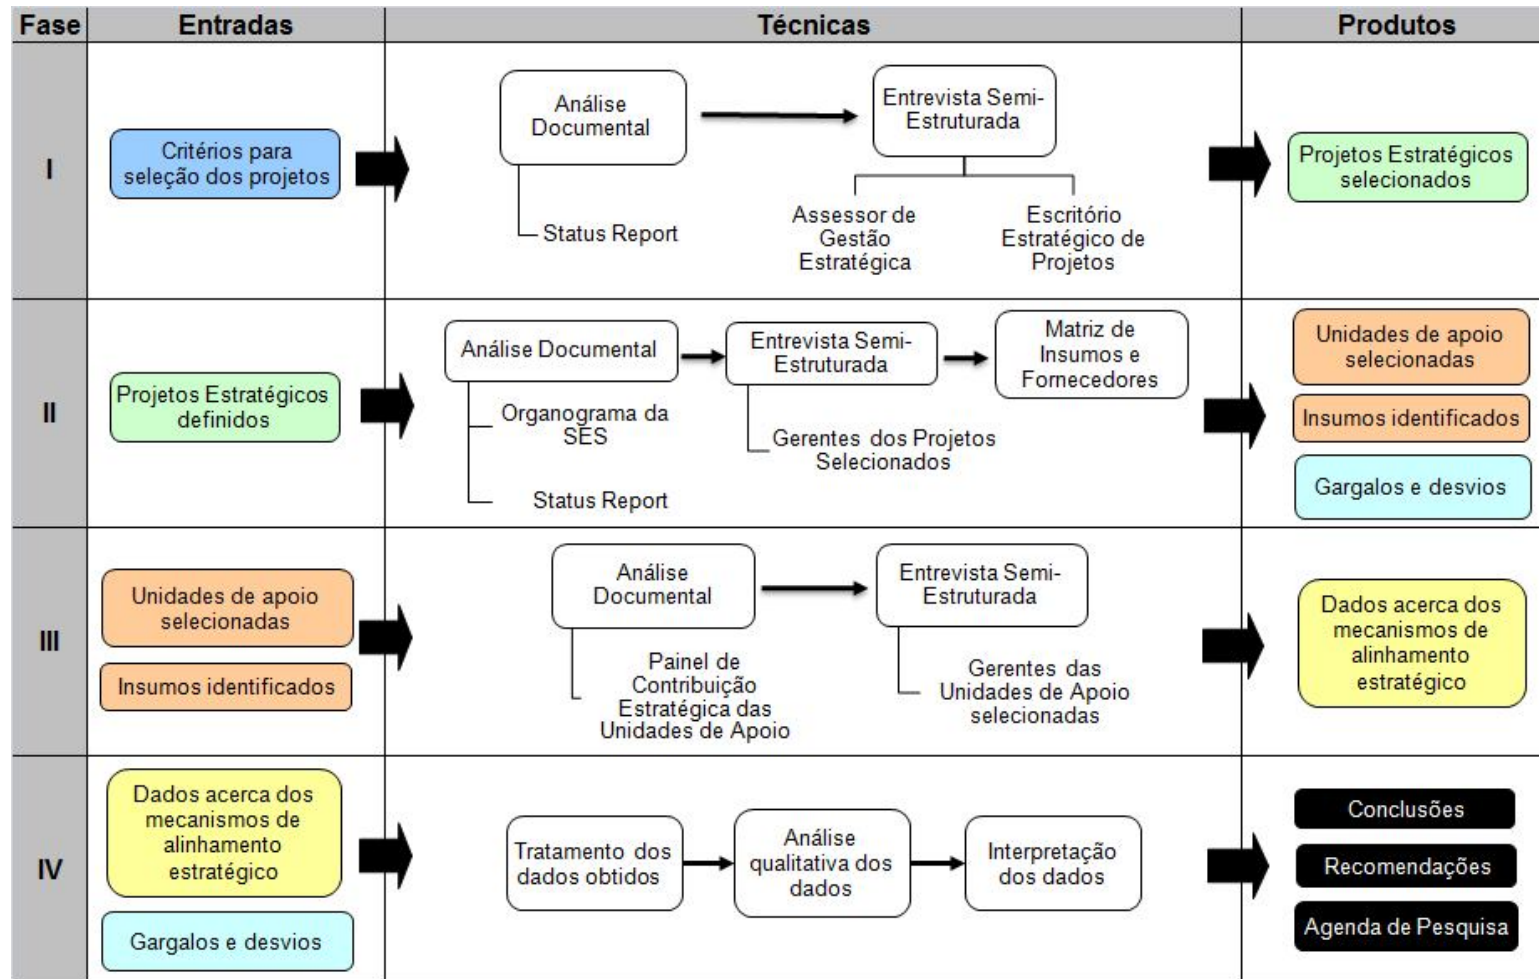 Fase
Entradas
Técnicas
Produtos
I
Critérios para
seleção dos projetos
Análise
Documental
Status Report
Entrevista Semi-
Estruturada
Assessor de
Gestão
Estratégica
Escritório
Estratégico de
Projetos
Projetos Estratégicos
selecionados
II
Projetos Estratégicos
definidos
Análise Documental
Organograma da
SES
Status Report
Entrevista Semi-
Estruturada
Gerentes dos Projetos
Selecionados
Matriz de
Insumos e
Fornecedores
Unidades de apoio
selecionadas
Insumos identificados
Gargalos e desvios
III
Unidades de apoio
selecionadas
Insumos identificados
Análise
Documental
Painel de
Contribuição
Estratégica das
Unidades de Apoio
Entrevista Semi-
Estruturada
Gerentes das
Unidades de Apoio
selecionadas
Dados acerca dos
mecanismos de
alinhamento
estratégico
IV
Dados acerca dos
mecanismos de
alinhamento
estratégico
Gargalos e desvios
Tratamento dos
dados obtidos
Análise
qualitativa dos
dados
Interpretação
dos dados
Conclusões
Recomendações
Agenda de Pesquisa